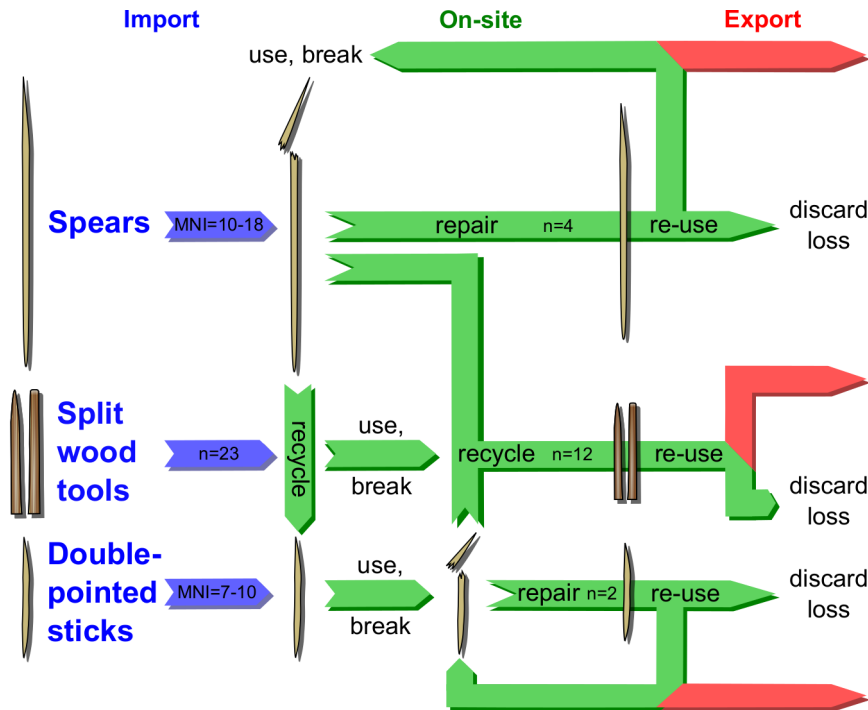 Import
On-site
Export
use, break
Spears
MNI=10-18
repair
n=4
re-use
discard
loss
Split
wood
tools
n=23
recycle
use,
break
recycle
n=12
re-use
discard
loss
Double-
pointed
sticks
MNI=7-10
use,
break
repair
n=2
re-use
discard
loss